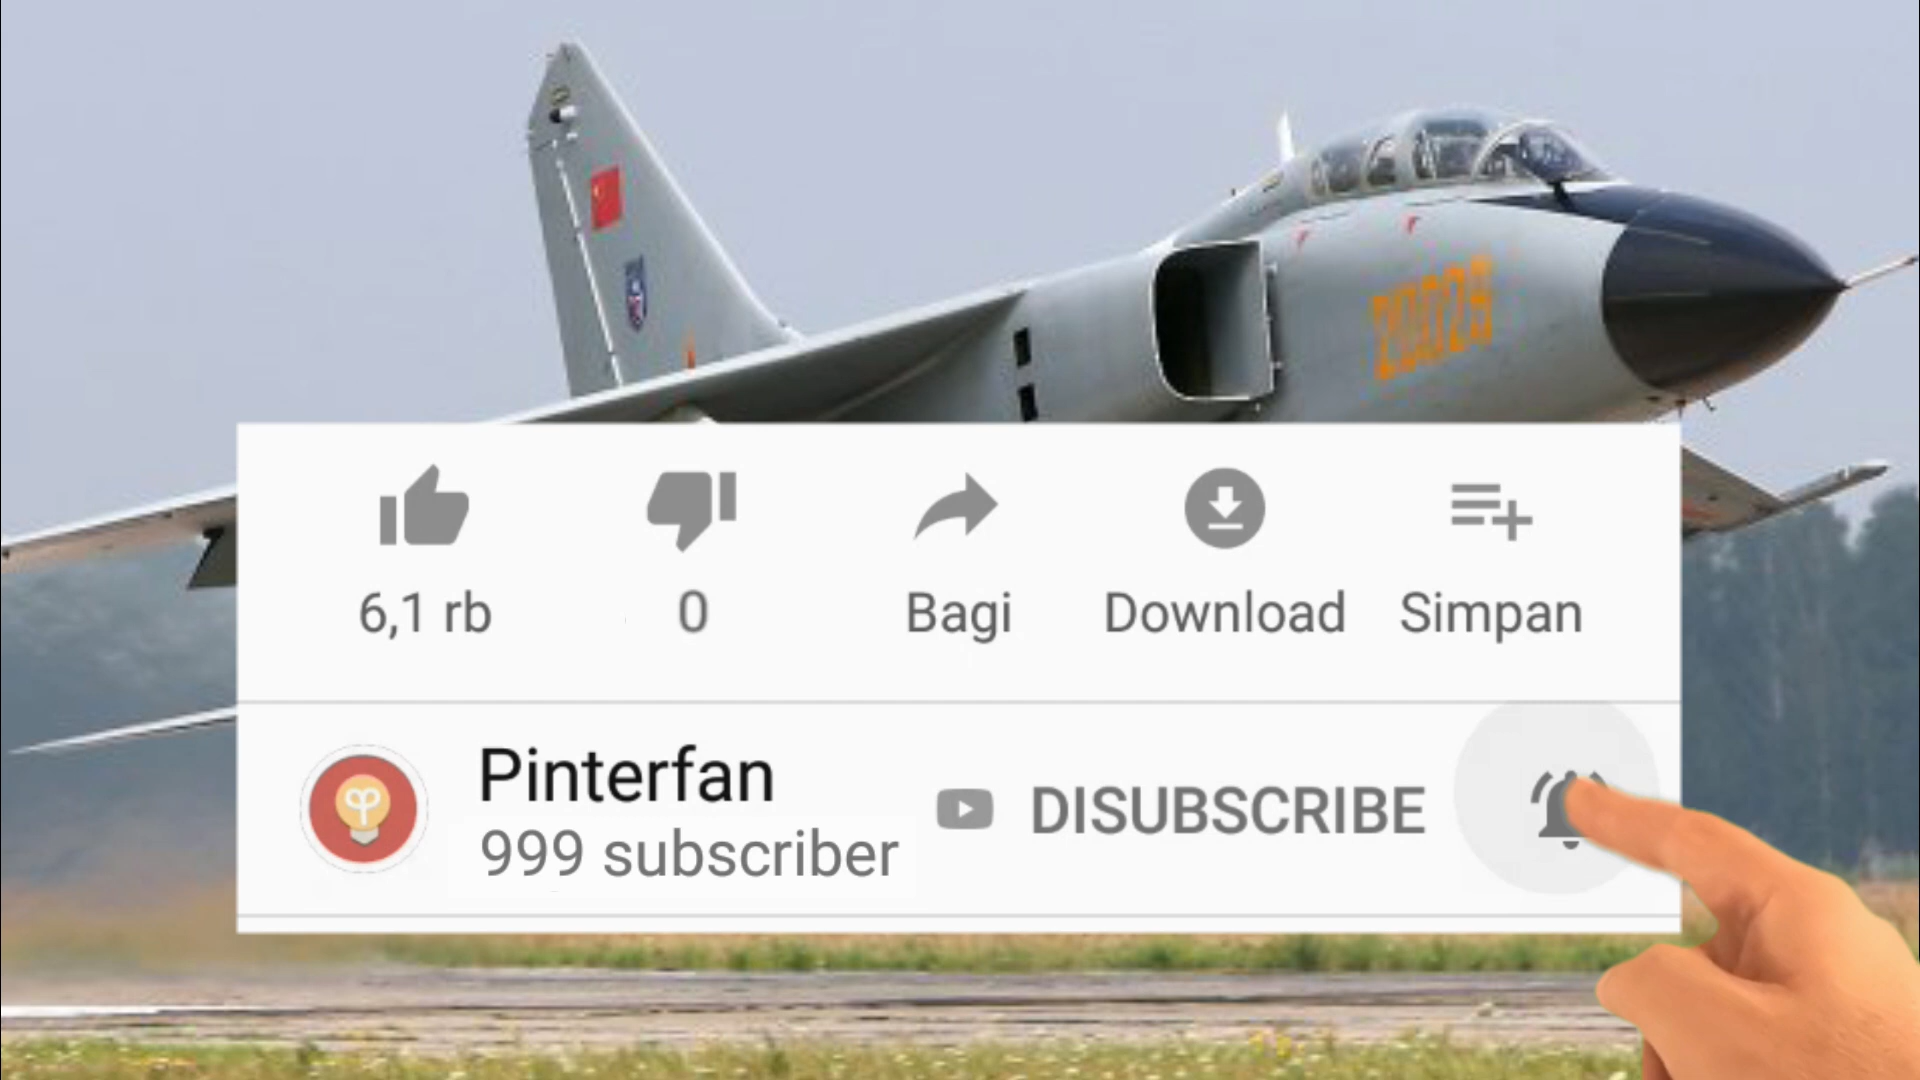 6,1 rb
0
Bagi
Download
Simpan
Pinterfan
999 subscriber
DISUBSCRIBE